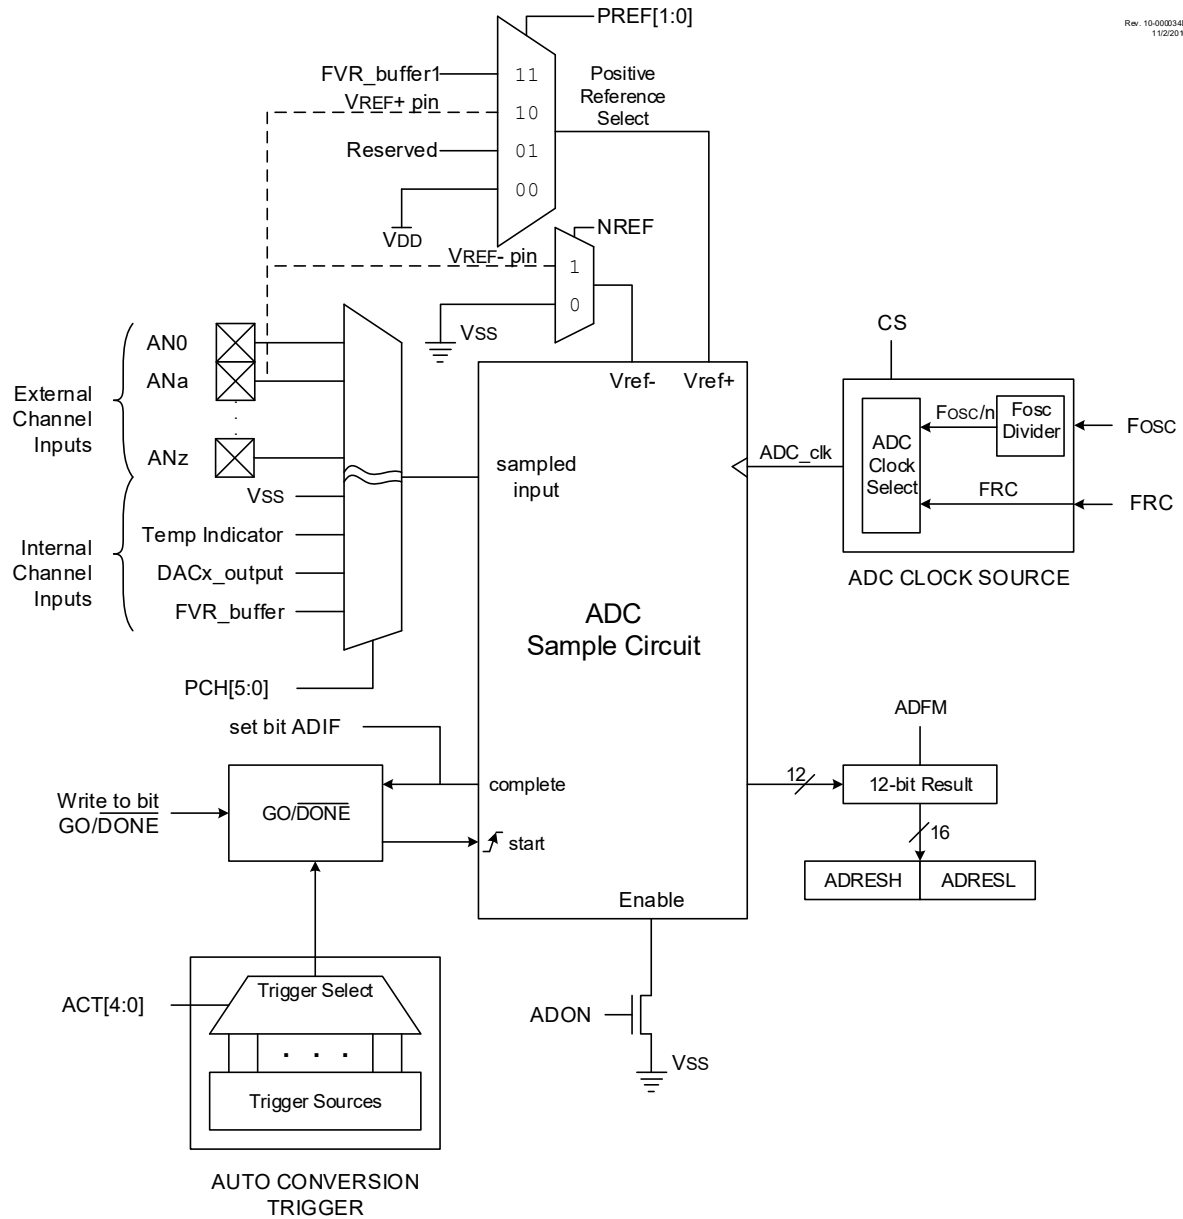 PREF[1:0]
Rev. 10-000034
11/2/201
FVR_buffer1
11
Positive
Reference
Select
VREF+ pin
10
Reserved
01
00
VDD
NREF
VREF- pin
1
0
VSS
AN0
ANa
External
Channel
Inputs
ANz
VSS
Temp Indicator
Internal
Channel
Inputs
DACx_output
FVR_buffer
PCH[5:0]
Vref-
Vref+
sampled
input
ADC_clk
ADC
Sample Circuit
CS
ADC
Clock
Select
Fosc/n
Fosc
Divider
FOSC
FRC
FRC
ADC CLOCK SOURCE
set bit ADIF
complete
Write to bit
GO/DONE
GO/DONE
start
Enable
ADFM
12
12-bit Result
16
ADRESH
ADRESL
ACT[4:0]
Trigger Select
. . .
Trigger Sources
AUTO CONVERSION
TRIGGER
ADON
VSS